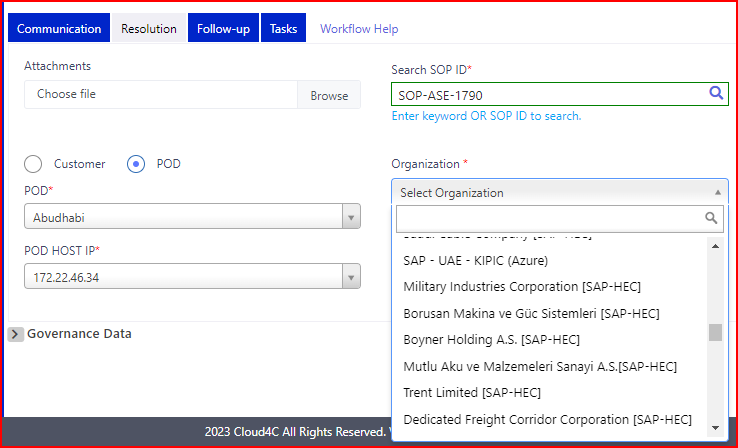 Communication
Resolution
Follow-up
Tasks
Workflow Help
Attachments
Choose file
Browse
Search SOP ID*
SOP-ASE-1790
Enter keyword OR SOP ID to search.
Customer
POD
POD*
Abudhabi
POD HOST IP*
172.22.46.34
Organization *
Select Organization
Company [SAP-HEC]
SAP - UAE - KIPIC (Azure)
Military Industries Corporation [SAP-HEC]
Borusan Makina ve Güc Sistemleri [SAP-HEC]
Boyner Holding A.S. [SAP-HEC]
Mutlu Aku ve Malzemeleri Sanayi A.S.[SAP-HEC]
Trent Limited [SAP-HEC]
Dedicated Freight Corridor Corporation [SAP-HEC]
Governance Data
2023 Cloud4C All Rights Reserved.